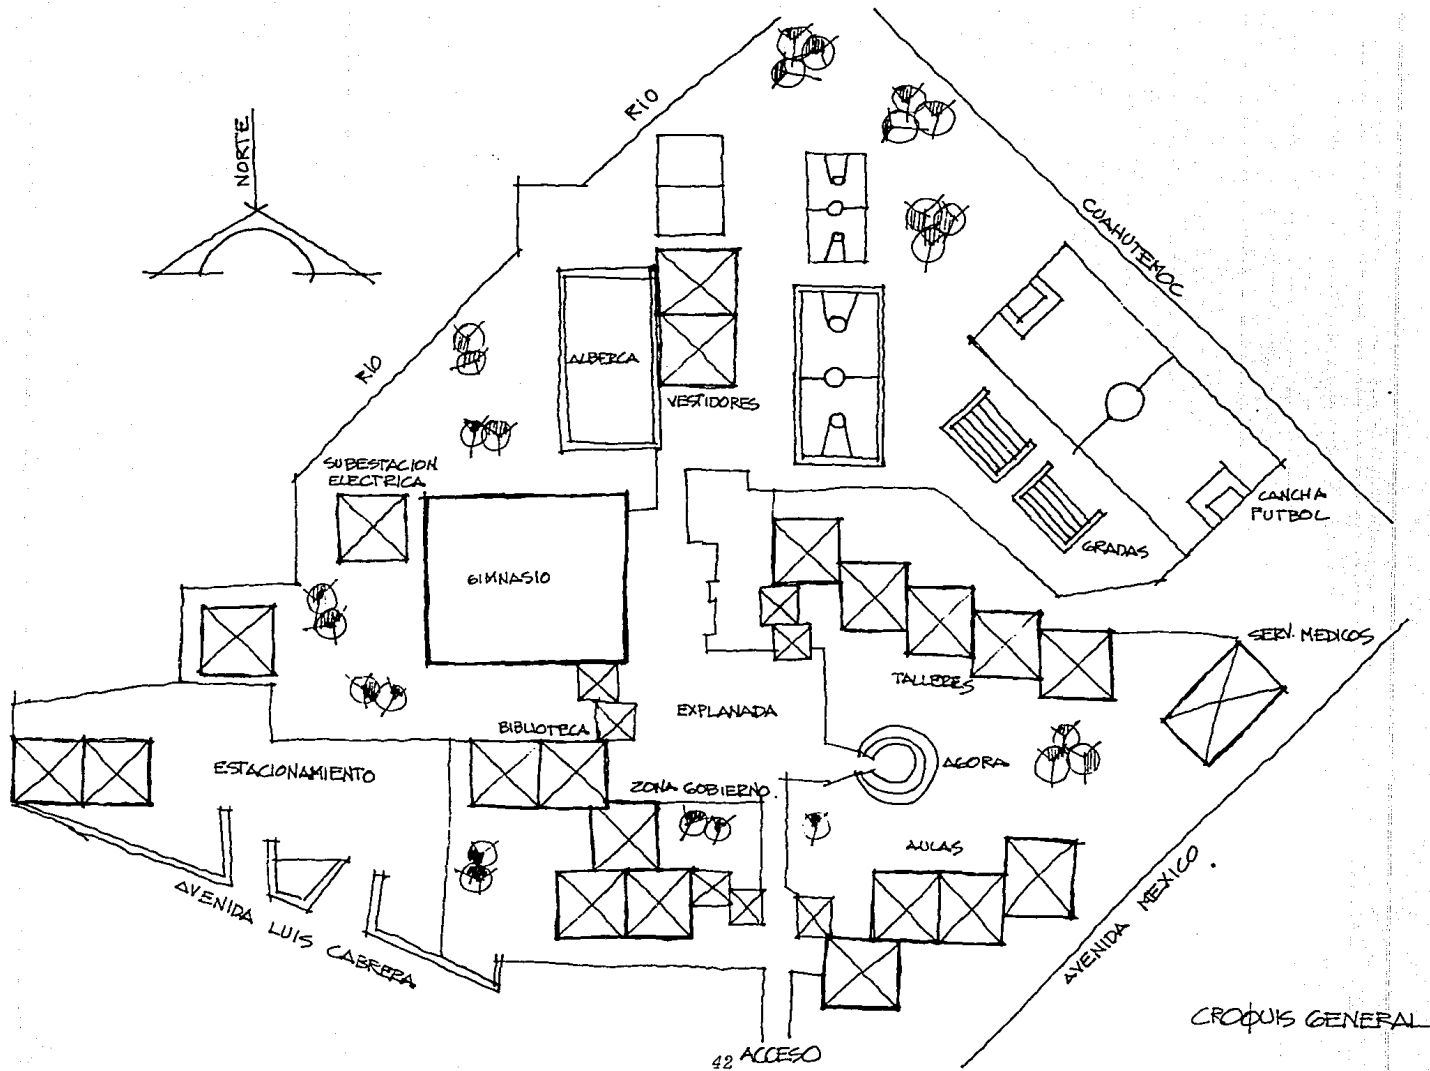 RIO
NORTE
CUAHUTEMOC
RIO
ALBERCA
VESTIDORES
SUBESTACION
ELECTRICA
CANCHA
FUTBOL
GRADAS
GIMNASIO
SERV. MEDICOS
TALLERES
EXPLANADA
BIBLIOTECA
ESTACIONAMIENTO
AGORA
ZONA GOBIERNO.
AULAS
AVENIDA LUIS CABRERA
AVENIDA MEXICO
CROQUIS GENERAL
42 ACCESO